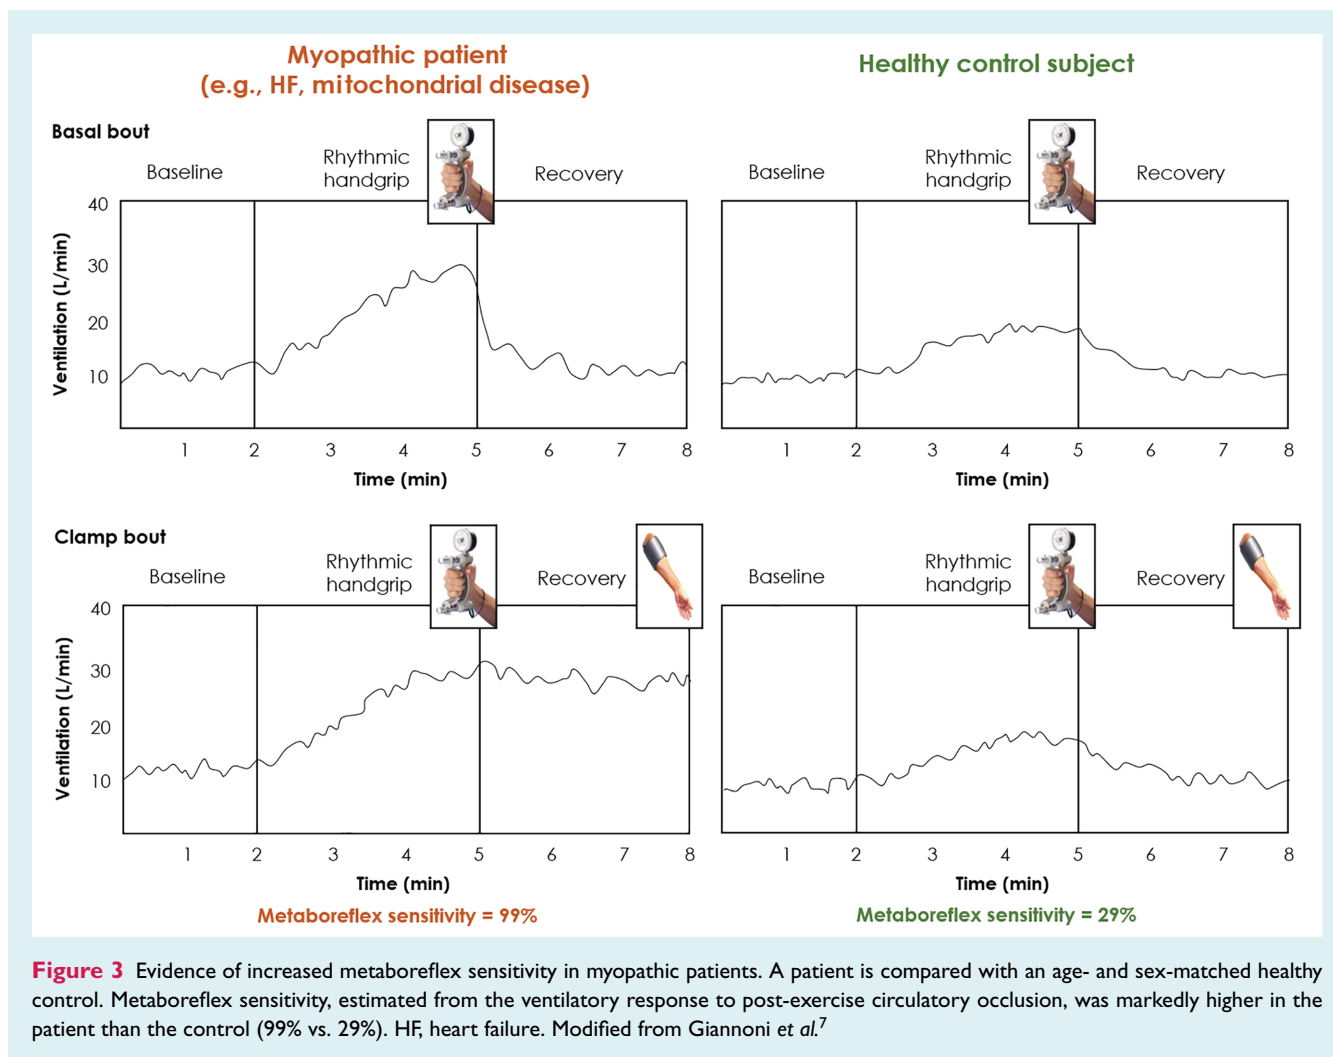 Myopathic patient
(e.g., HF, mitochondrial disease)
Healthy control subject
Basal bout
Baseline
Rhythmic
handgrip
Recovery
Baseline
Rhythmic
handgrip
Recovery
Ventilation (L/min)
40
30
20
10
1 2 3 4 5 6 7 8
Time (min)
1 2 3 4 5 6 7 8
Time (min)
Clamp bout
Baseline
Rhythmic
handgrip
Recovery
Baseline
Rhythmic
handgrip
Recovery
Ventilation (L/min)
40
30
20
10
1 2 3 4 5 6 7 8
Time (min)
Metaboreflex sensitivity = 99%
1 2 3 4 5 6 7 8
Time (min)
Metaboreflex sensitivity = 29%
Figure 3 Evidence of increased metaboreflex sensitivity in myopathic patients. A patient is compared with an age- and sex-matched healthy
control. Metaboreflex sensitivity, estimated from the ventilatory response to post-exercise circulatory occlusion, was markedly higher in the
patient than the control (99% vs. 29%). HF, heart failure. Modified from Giannoni et al.7